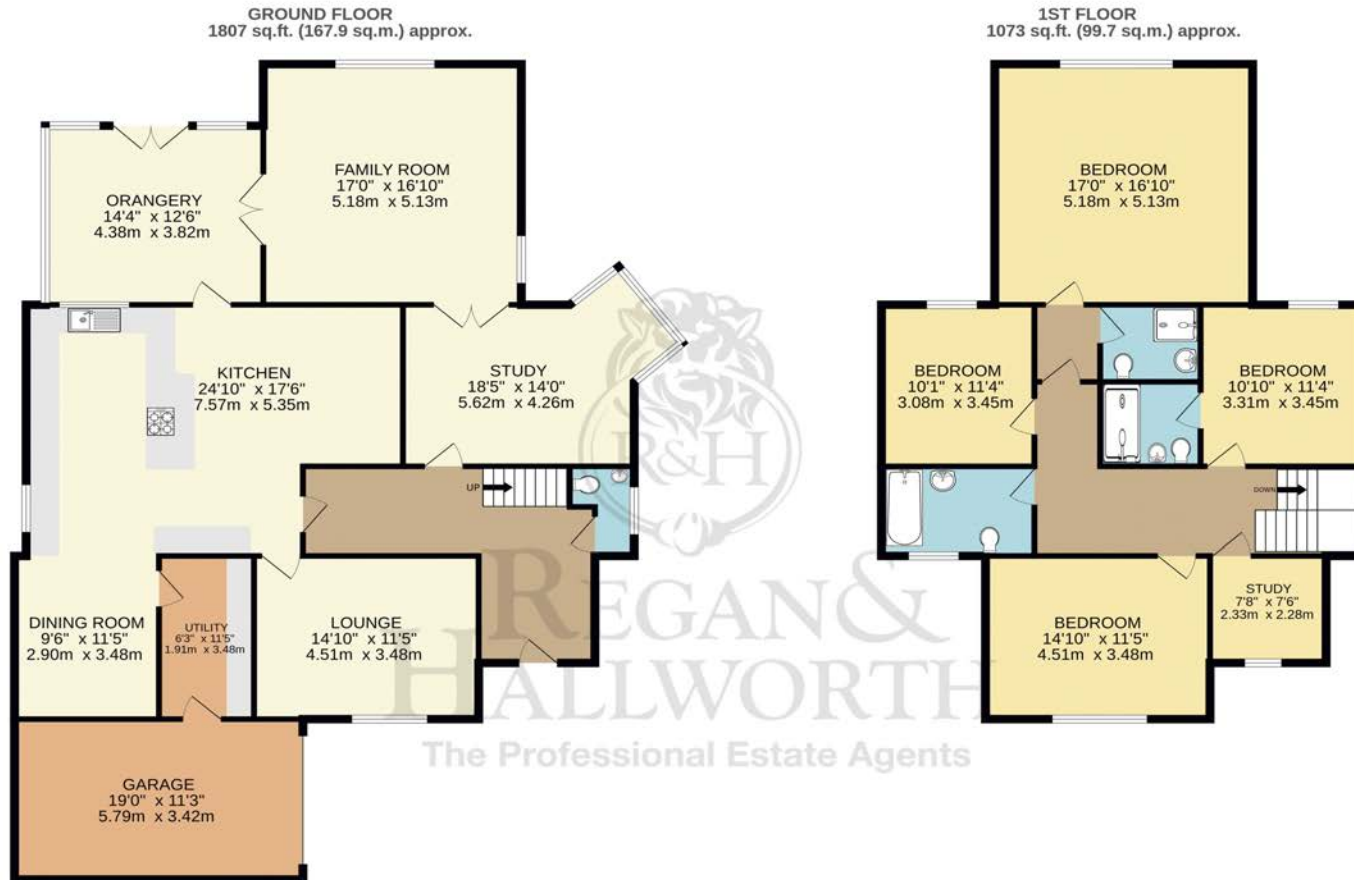 GROUND FLOOR
1807 sq.ft. (167.9 sq.m.) approx.
1ST FLOOR
1073 sq.ft. (99.7 sq.m.) approx.
FAMILY ROOM
17'0" x 16'10"
5.18m x 5.13m
ORANGERY
14'4" x 12'6"
4.38m x 3.82m
KITCHEN
24'10" x 17'6"
7.57m x 5.35m
STUDY
18'5" x 14'0"
5.62m x 4.26m
UP
DINING ROOM
9'6" x 11'5"
2.90m x 3.48m
UTILITY
6'3" x 11'5"
1.91m x 3.48m
LOUNGE
14'10" x 11'5"
4.51m x 3.48m
GARAGE
19'0" x 11'3"
5.79m x 3.42m
BEDROOM
17'0" x 16'10"
5.18m x 5.13m
BEDROOM
10'1" x 11'4"
3.08m x 3.45m
BEDROOM
10'10" x 11'4"
3.31m x 3.45m
DOWN
BEDROOM
14'10" x 11'5"
4.51m x 3.48m
STUDY
7'8" x 7'6"
2.33m x 2.28m
R&H
REGAN &
HALLWORTH
The Professional Estate Agents